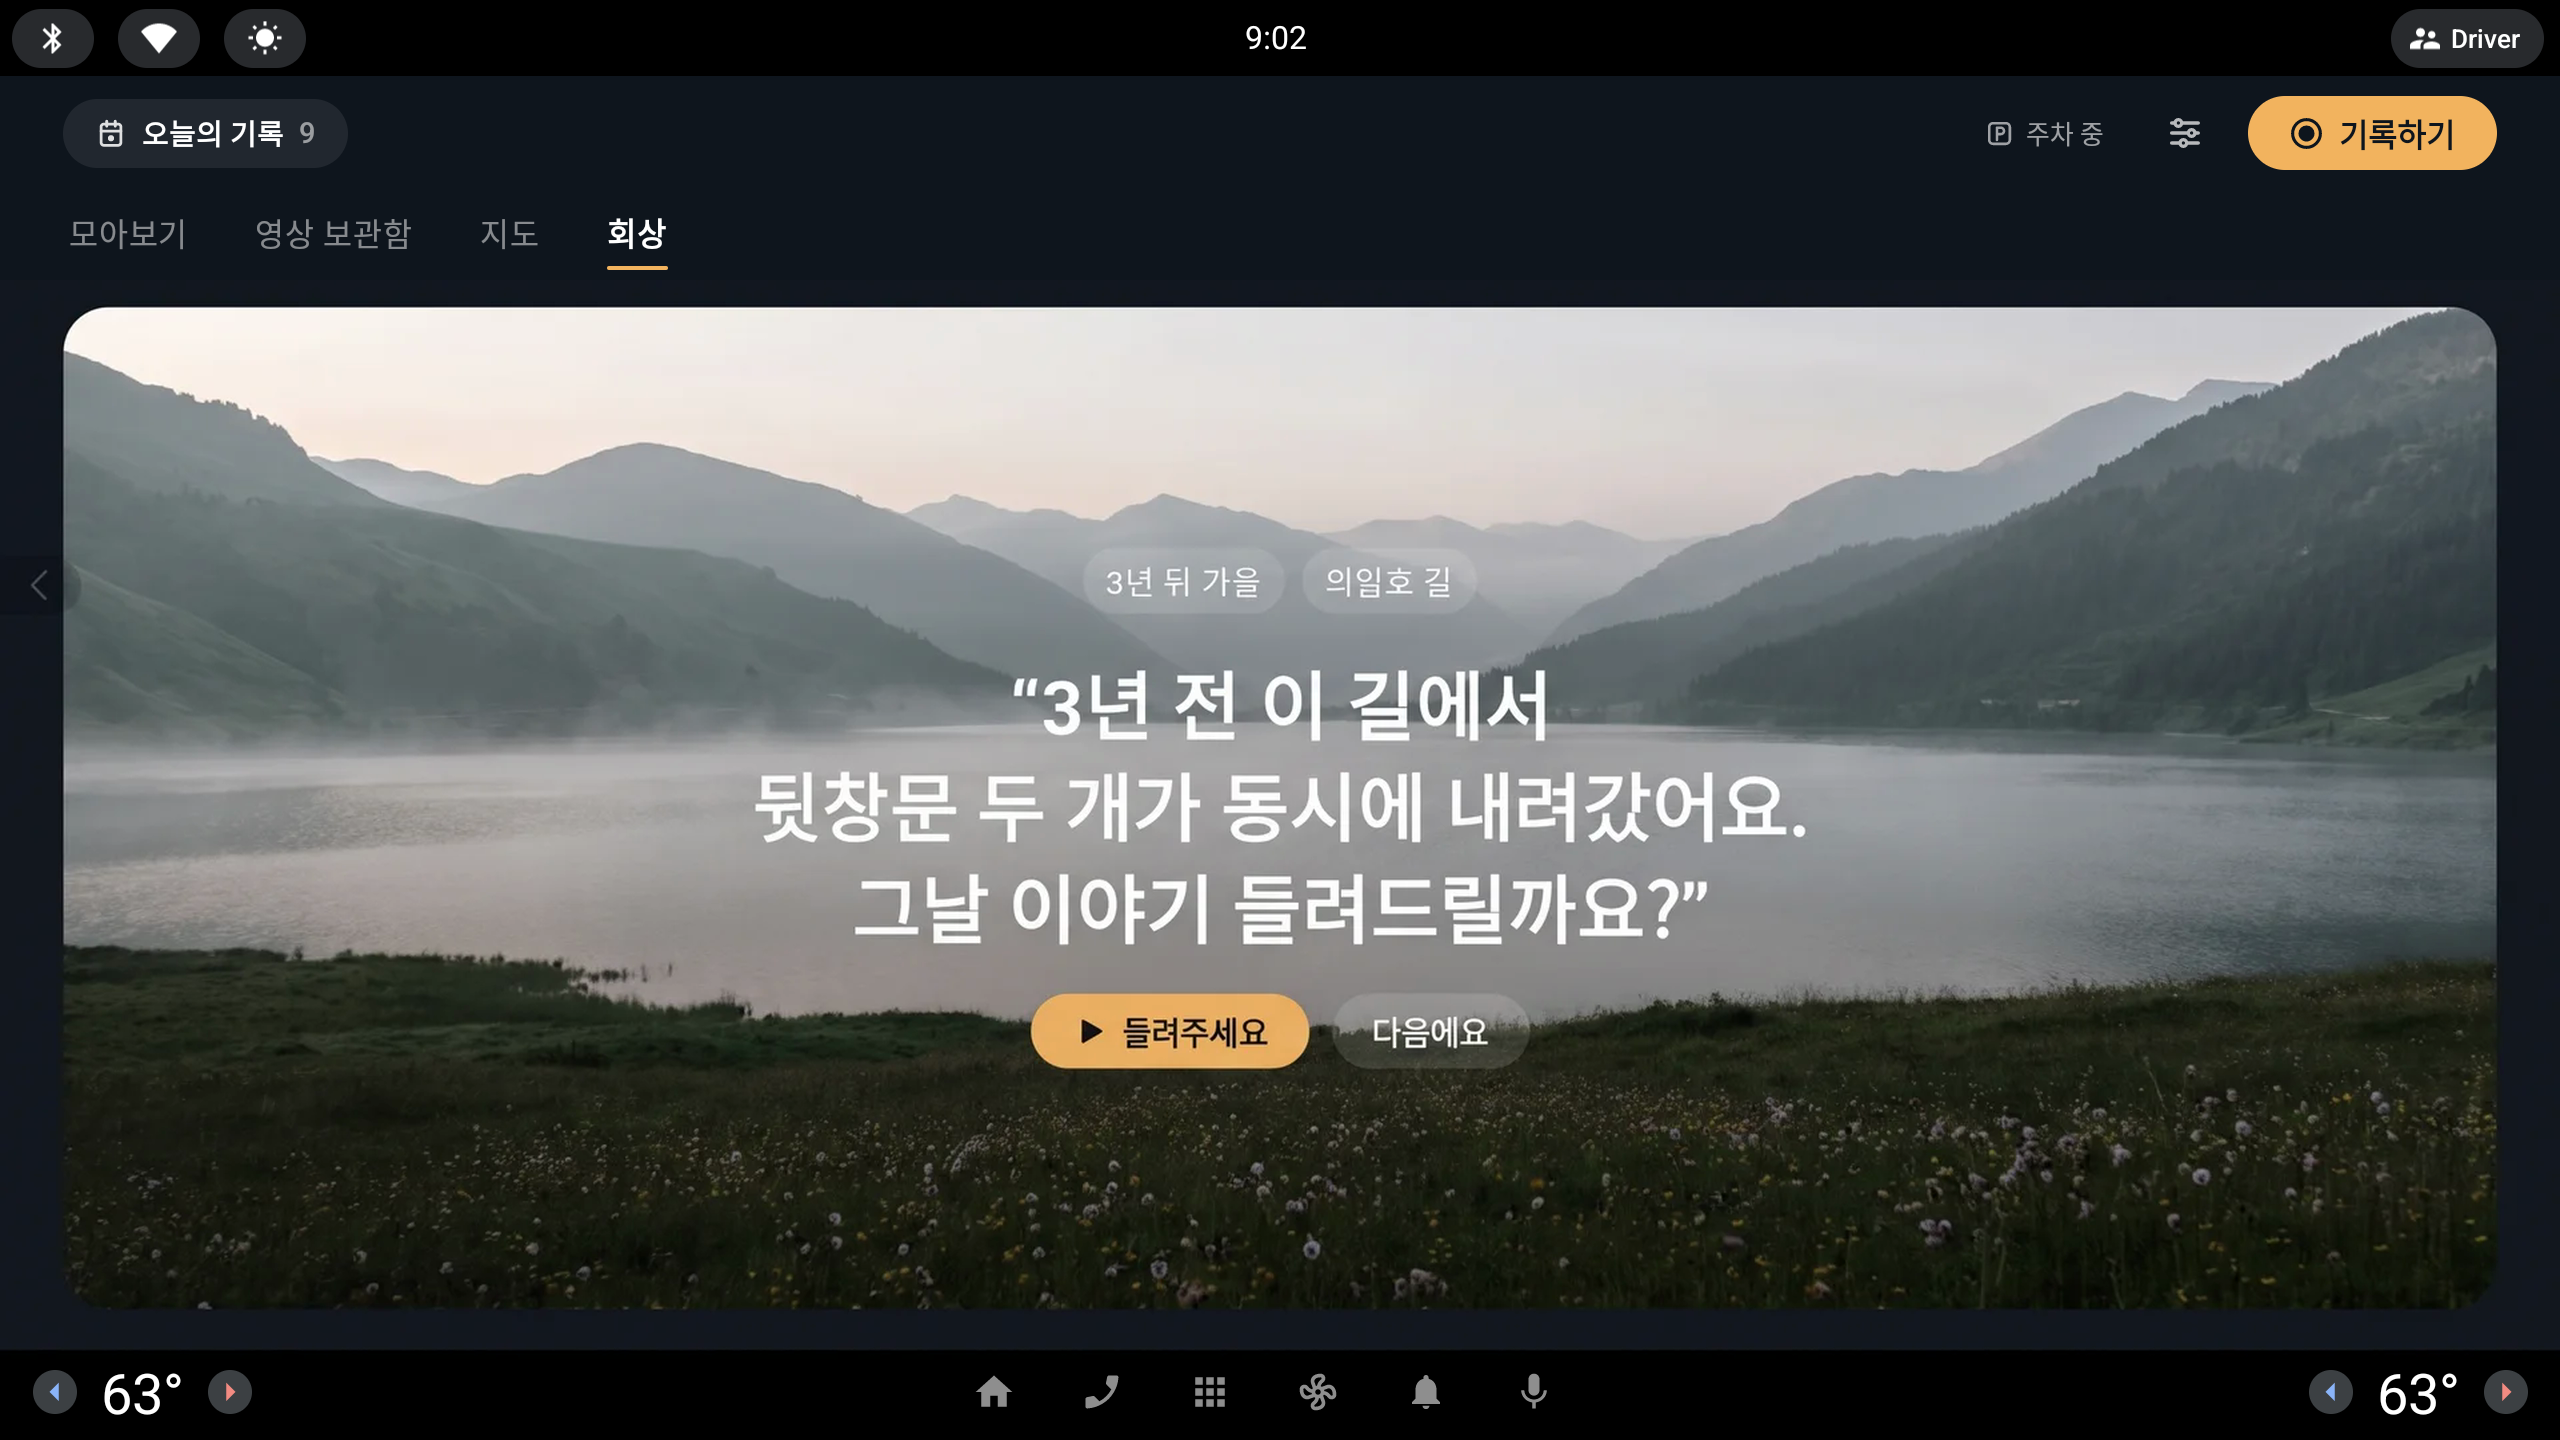 9:02
Driver
오늘의 기록 9
주차 중
기록하기
모아보기 영상 보관함 지도 회상
3년 뒤 가을 의임호 길
“3년 전 이 길에서
뒷창문 두 개가 동시에 내려갔어요.
그날 이야기 들려드릴까요?”
들려주세요 다음에요
63° 63°